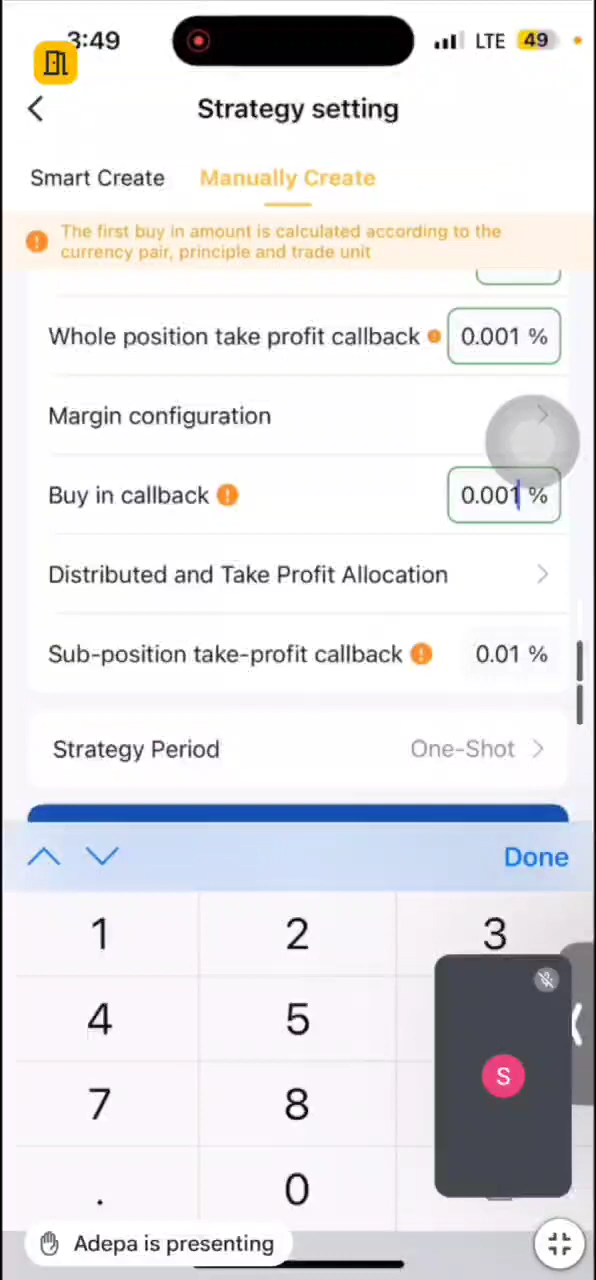 3:49
LTE 49
Strategy setting
Smart Create Manually Create
The first buy in amount is calculated according to the
currency pair, principle and trade unit
Whole position take profit callback 0.001 %
Margin configuration
Buy in callback 0.001 %
Distributed and Take Profit Allocation
Sub-position take-profit callback 0.01 %
Strategy Period One-Shot
Done
1 2 3
4 5
7 8
. 0
S
Adepa is presenting